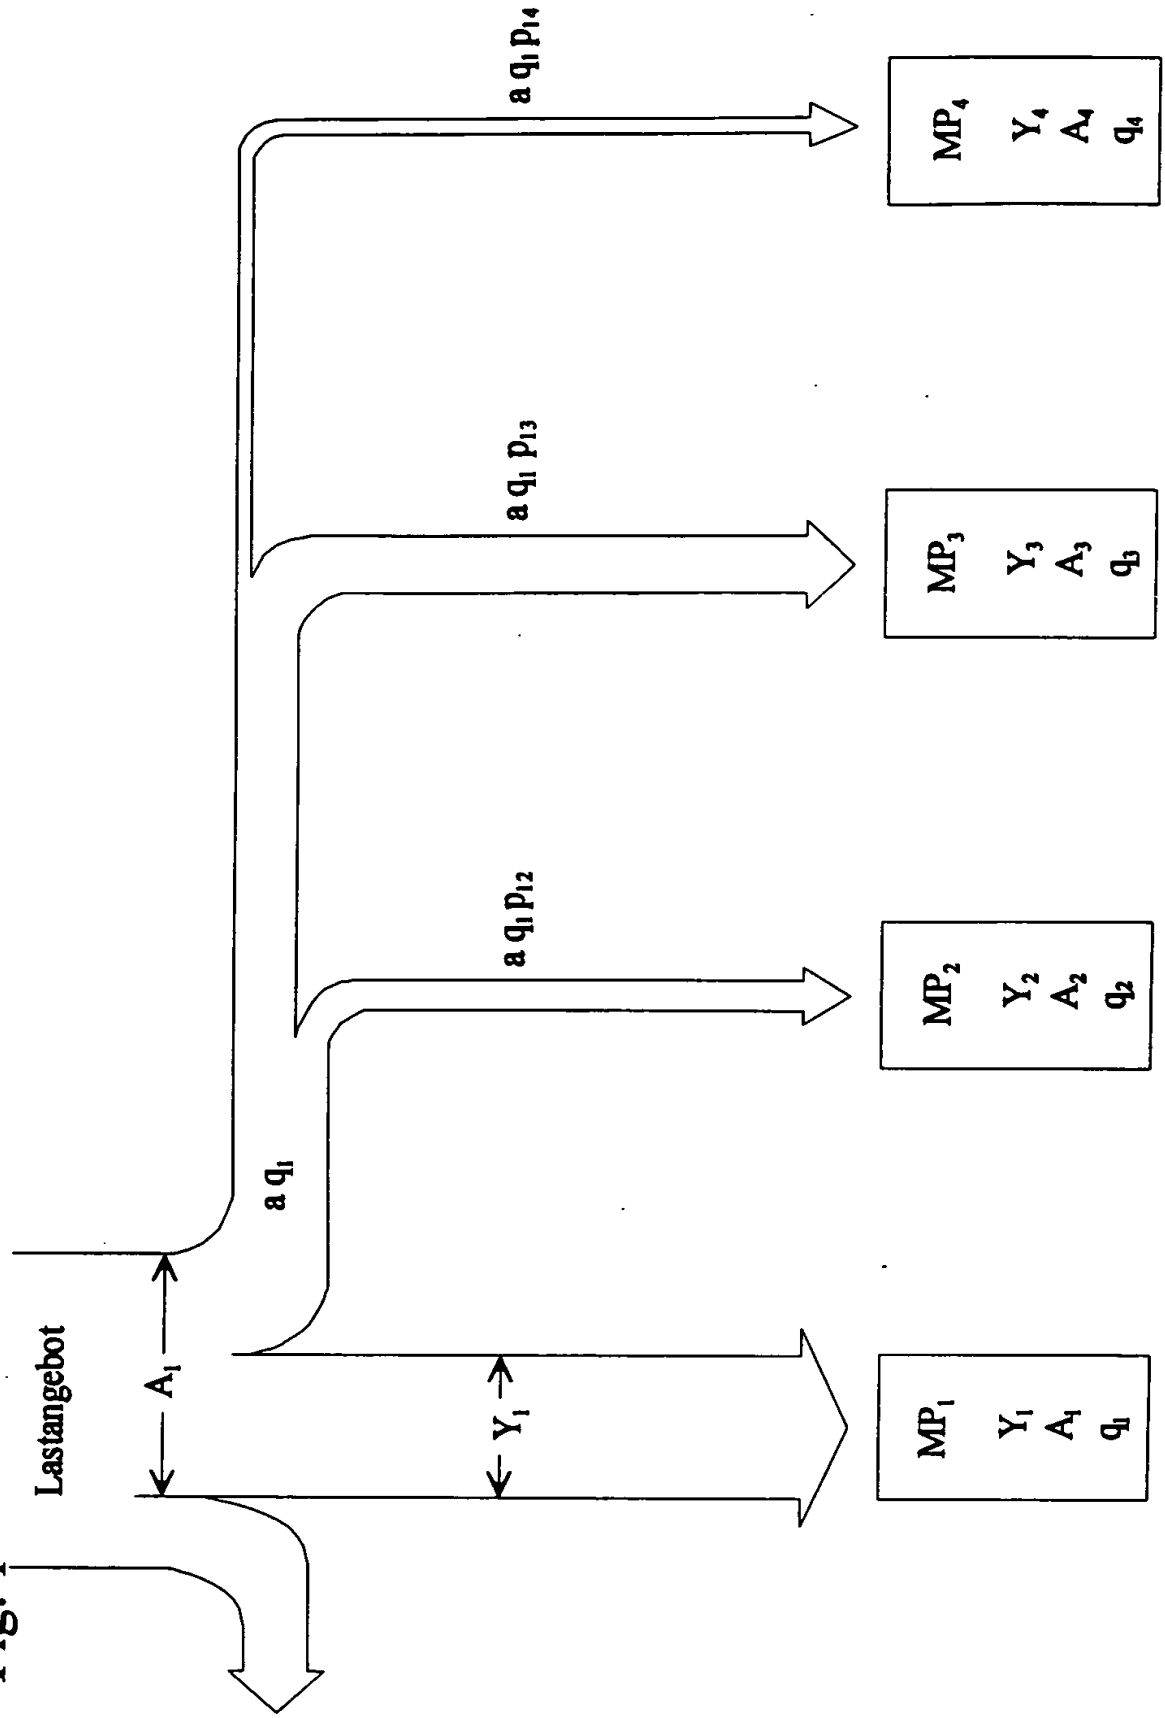 Fig.
Lastangebot
A₁
a q₁
Y₁
a q₁ p₁₂
a q₁ p₁₃
a q₁ p₁₄
MP₁
Y₁
A₁
q₁
MP₂
Y₂
A₂
q₂
MP₃
Y₃
A₃
q₃
MP₄
Y₄
A₄
q₄